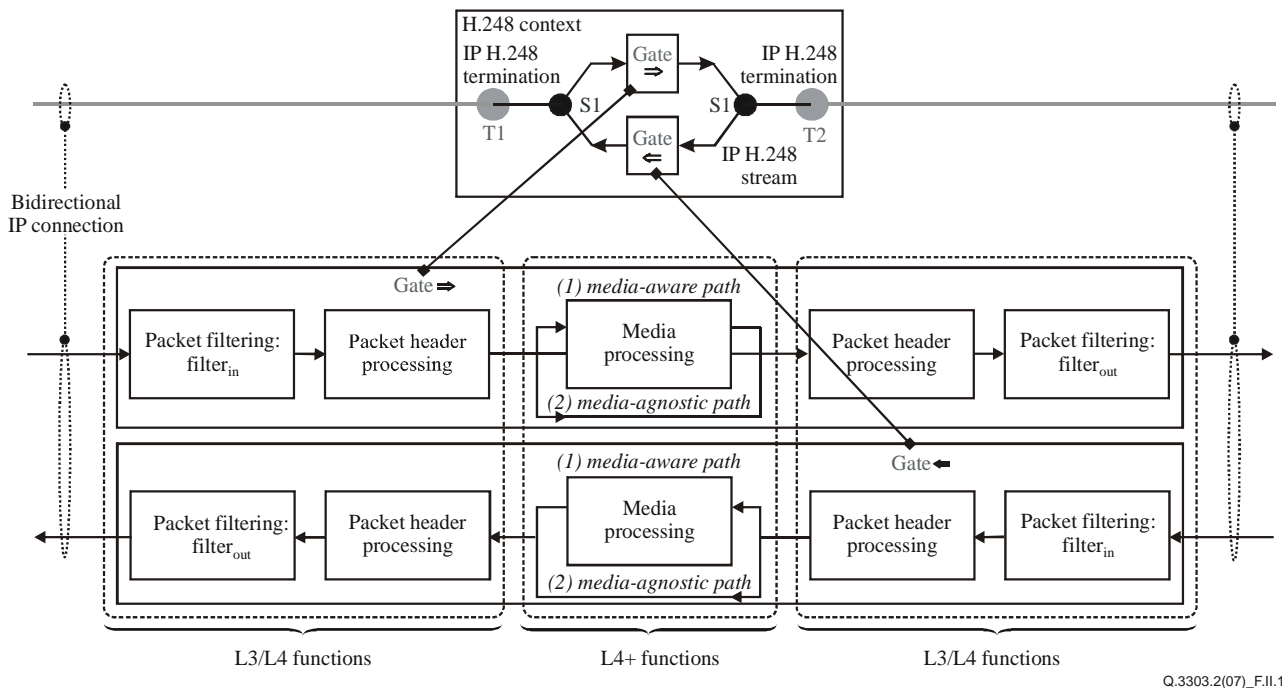 H.248 context
IP H.248
termination
Gate
⇒
IP H.248
termination
T1
S1
S1
T2
Gate
⇐
IP H.248
stream
Bidirectional
IP connection
Gate ⇒
(1) media-aware path
Packet filtering:
filter_in
Packet header
processing
Media
processing
Packet header
processing
Packet filtering:
filter_out
(2) media-agnostic path
(1) media-aware path
Gate ⇐
Packet filtering:
filter_out
Packet header
processing
Media
processing
Packet header
processing
Packet filtering:
filter_in
(2) media-agnostic path
L3/L4 functions
L4+ functions
L3/L4 functions
Q.3303.2(07)_F.II.1